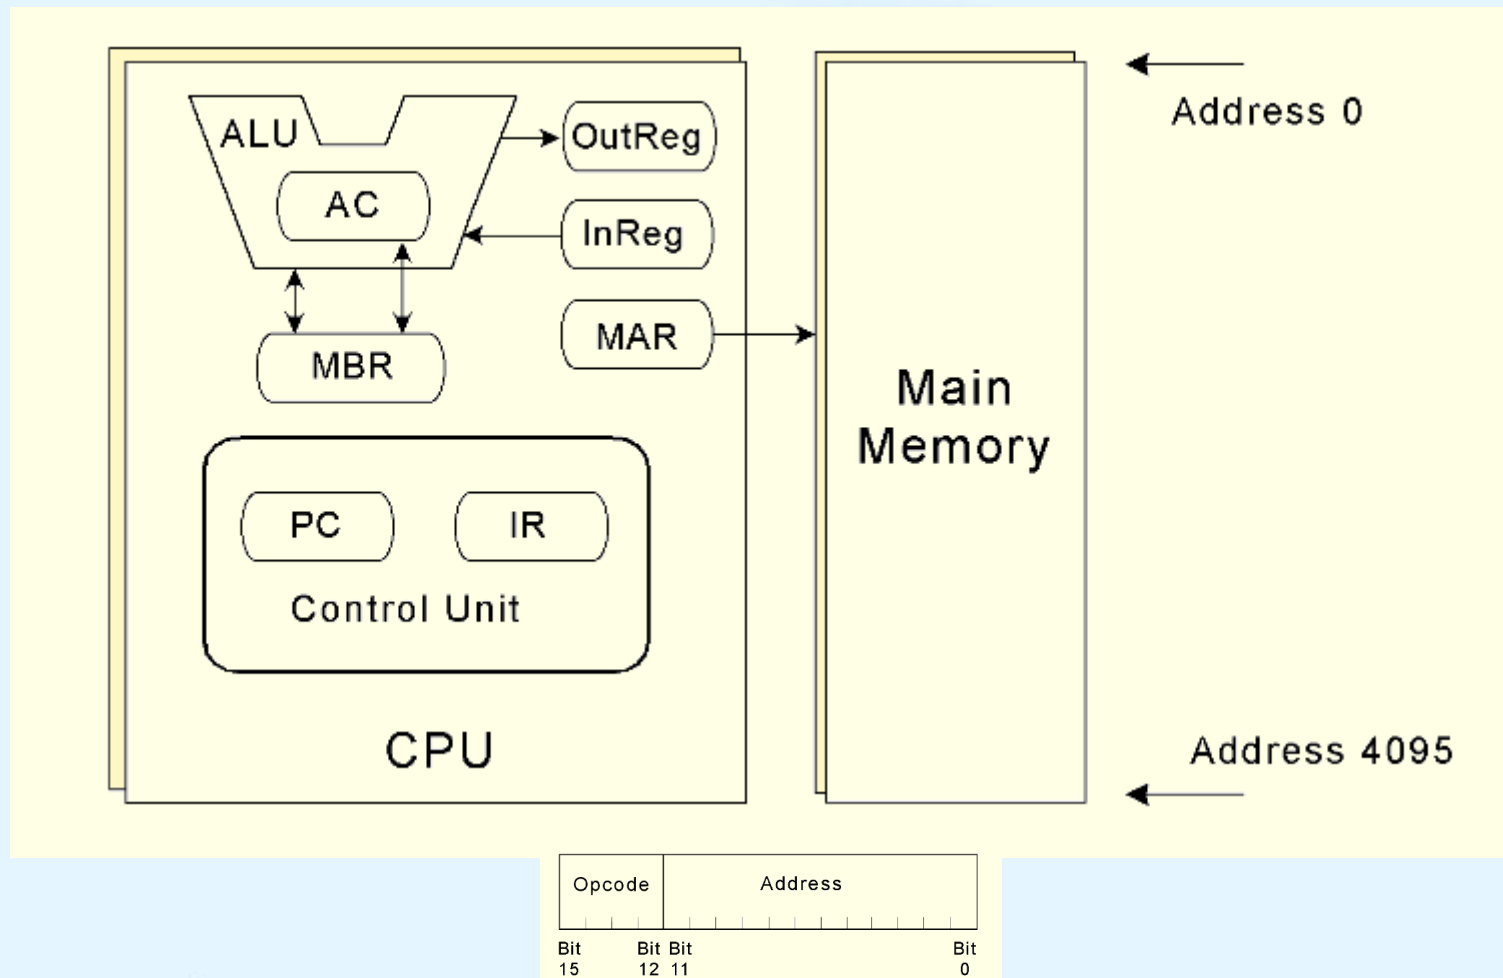 ALU
OutReg
AC
InReg
MBR
MAR
PC
IR
Control Unit
CPU
Main
Memory
Address 0
Address 4095
Opcode
Address
Bit
15
Bit
12
Bit
11
Bit
0